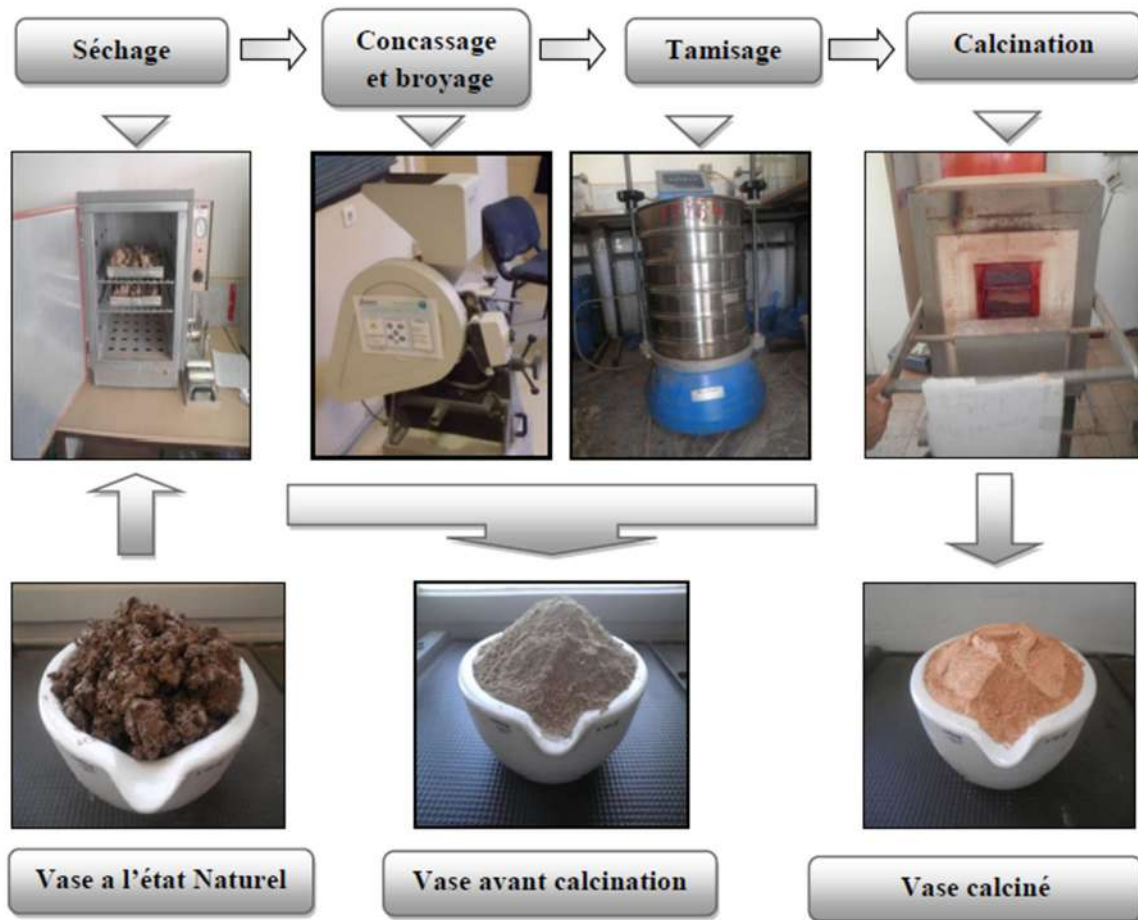 Séchage
Concassage
et broyage
Tamisage
Calcination
Vase a l’état Naturel
Vase avant calcination
Vase calciné